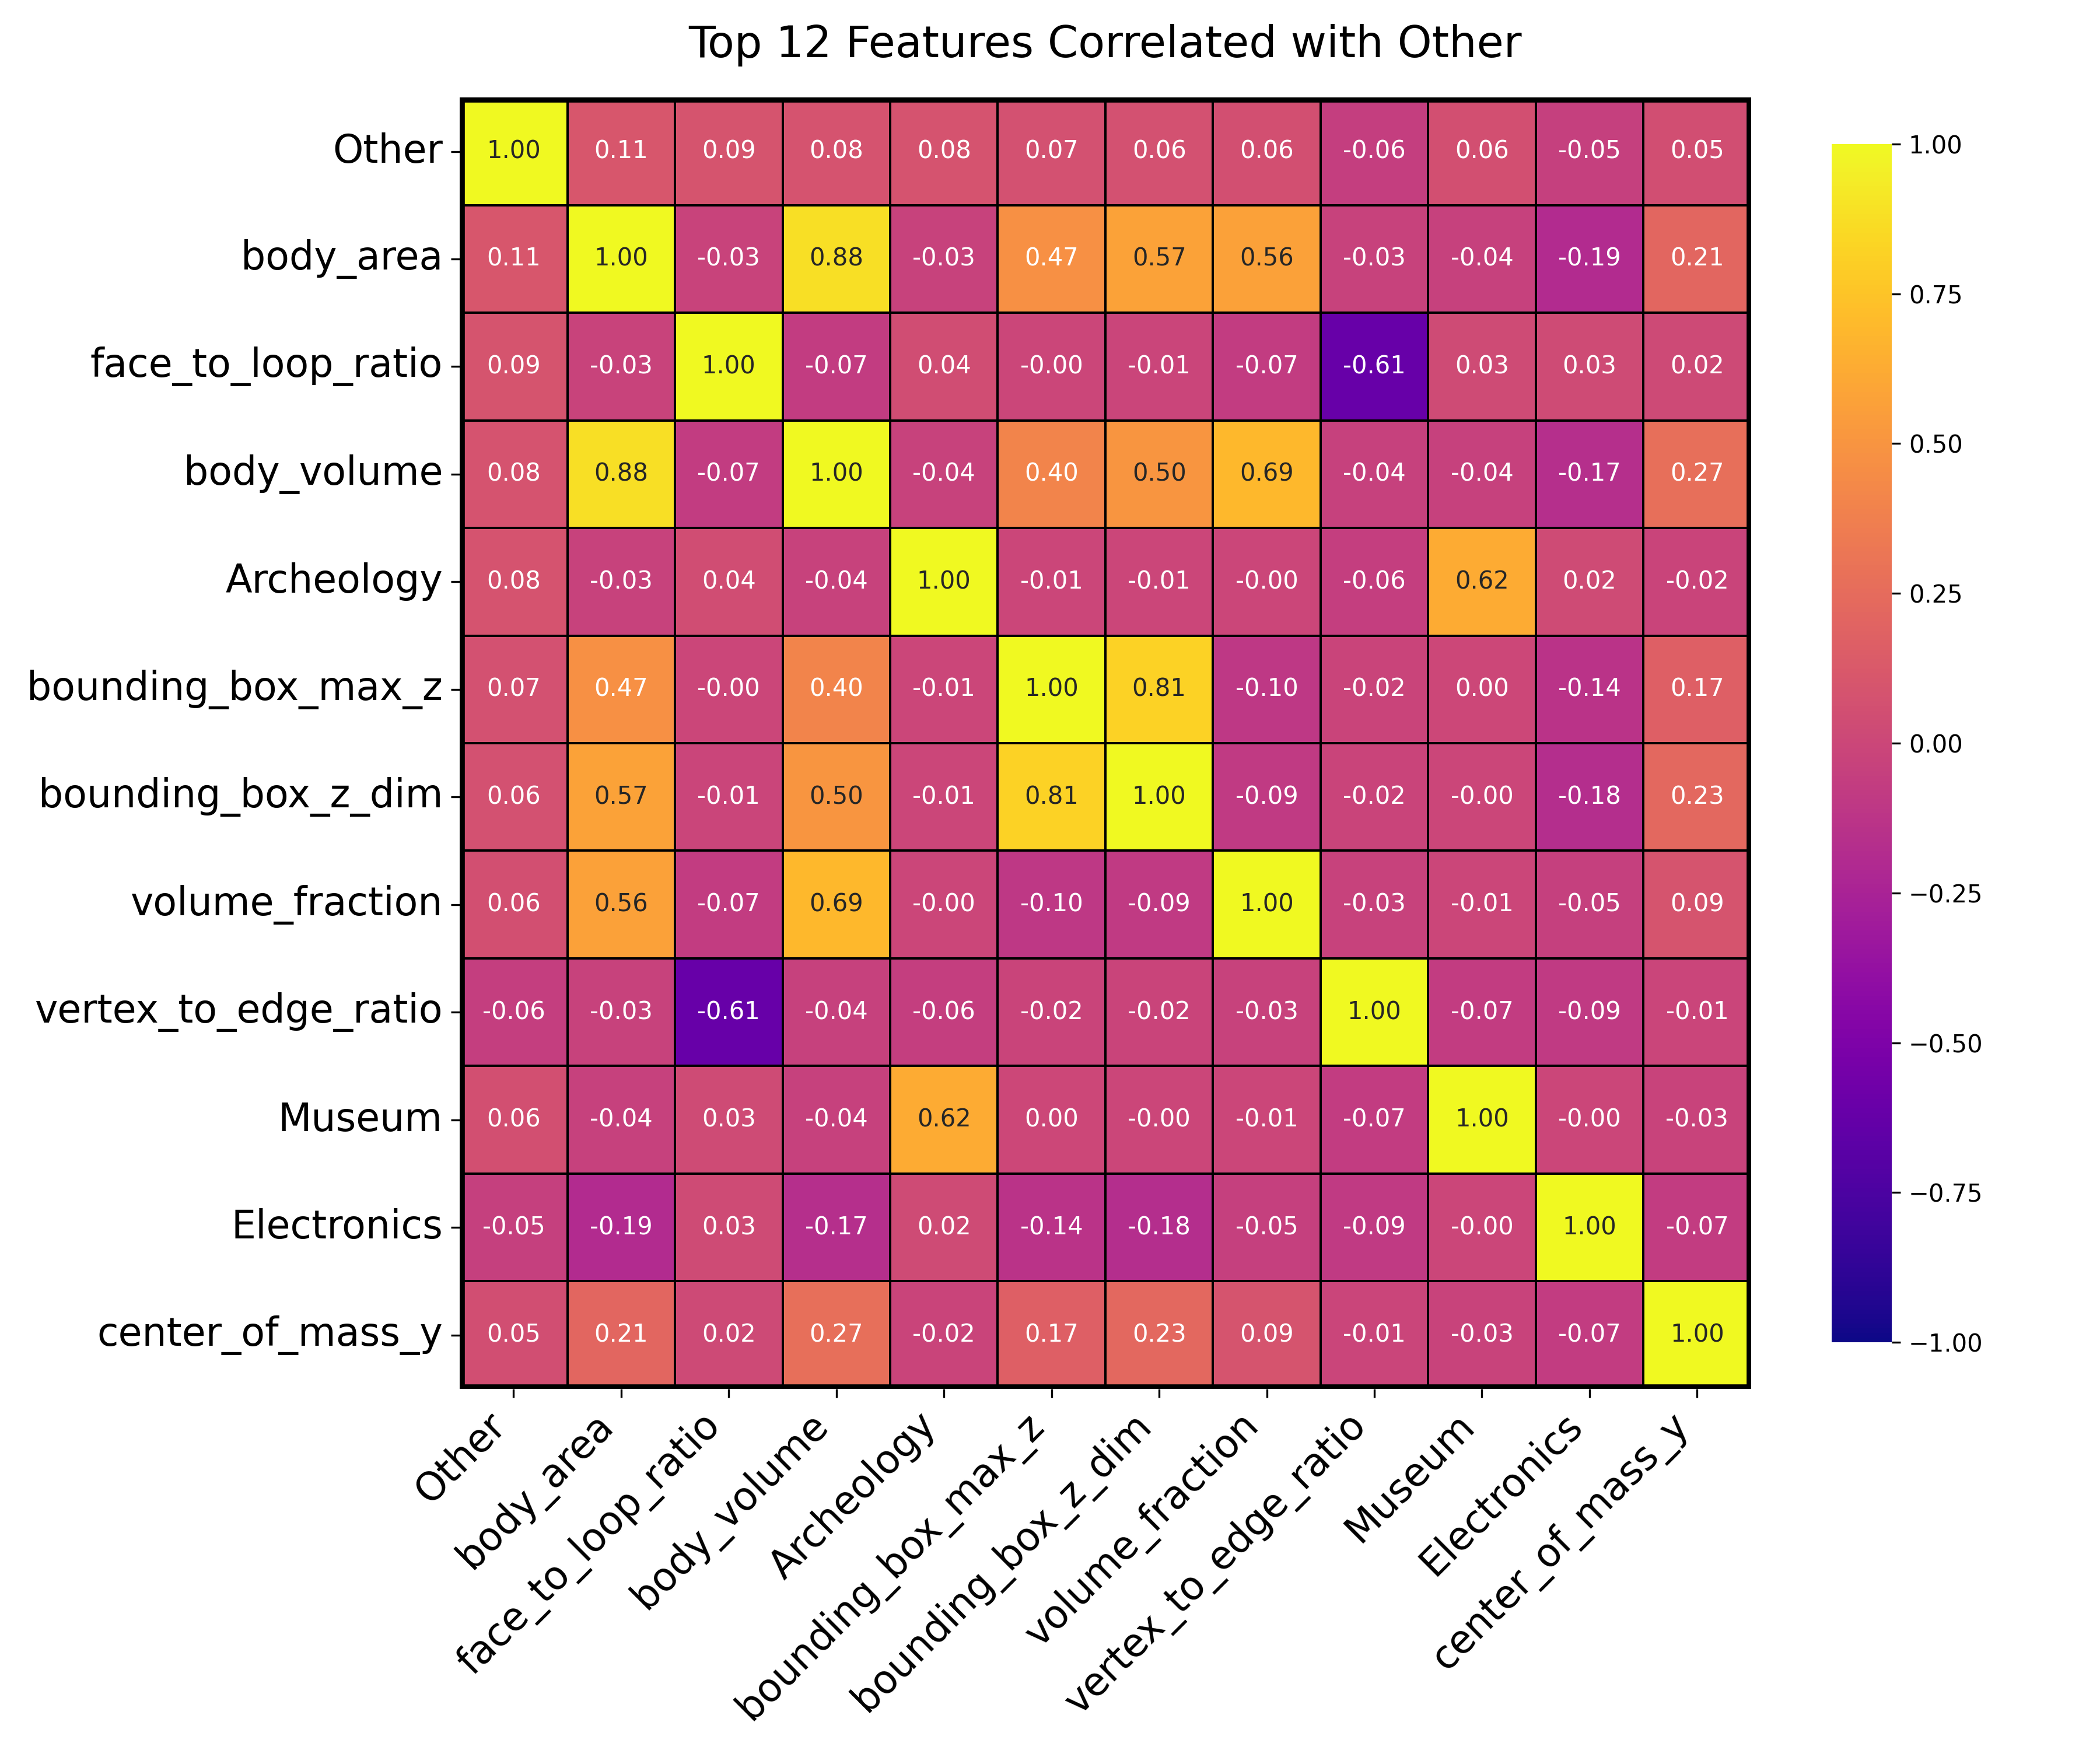 Top 12 Features Correlated with Other
Other 1.00 0.11 0.09 0.08 0.08 0.07 0.06 0.06 -0.06 0.06 -0.05 0.05
body_area 0.11 1.00 -0.03 0.88 -0.03 0.47 0.57 0.56 -0.03 -0.04 -0.19 0.21
face_to_loop_ratio 0.09 -0.03 1.00 -0.07 0.04 -0.00 -0.01 -0.07 -0.61 0.03 0.03 0.02
body_volume 0.08 0.88 -0.07 1.00 -0.04 0.40 0.50 0.69 -0.04 -0.04 -0.17 0.27
Archeology 0.08 -0.03 0.04 -0.04 1.00 -0.01 -0.01 -0.00 -0.06 0.62 0.02 -0.02
bounding_box_max_z 0.07 0.47 -0.00 0.40 -0.01 1.00 0.81 -0.10 -0.02 0.00 -0.14 0.17
bounding_box_z_dim 0.06 0.57 -0.01 0.50 -0.01 0.81 1.00 -0.09 -0.02 -0.00 -0.18 0.23
volume_fraction 0.06 0.56 -0.07 0.69 -0.00 -0.10 -0.09 1.00 -0.03 -0.01 -0.05 0.09
vertex_to_edge_ratio -0.06 -0.03 -0.61 -0.04 -0.06 -0.02 -0.02 -0.03 1.00 -0.07 -0.09 -0.01
Museum 0.06 -0.04 0.03 -0.04 0.62 0.00 -0.00 -0.01 -0.07 1.00 -0.00 -0.03
Electronics -0.05 -0.19 0.03 -0.17 0.02 -0.14 -0.18 -0.05 -0.09 -0.00 1.00 -0.07
center_of_mass_y 0.05 0.21 0.02 0.27 -0.02 0.17 0.23 0.09 -0.01 -0.03 -0.07 1.00
Other
body_area
face_to_loop_ratio
body_volume
Archeology
bounding_box_max_z
bounding_box_z_dim
volume_fraction
vertex_to_edge_ratio
Museum
Electronics
center_of_mass_y
1.00
0.75
0.50
0.25
0.00
−0.25
−0.50
−0.75
−1.00